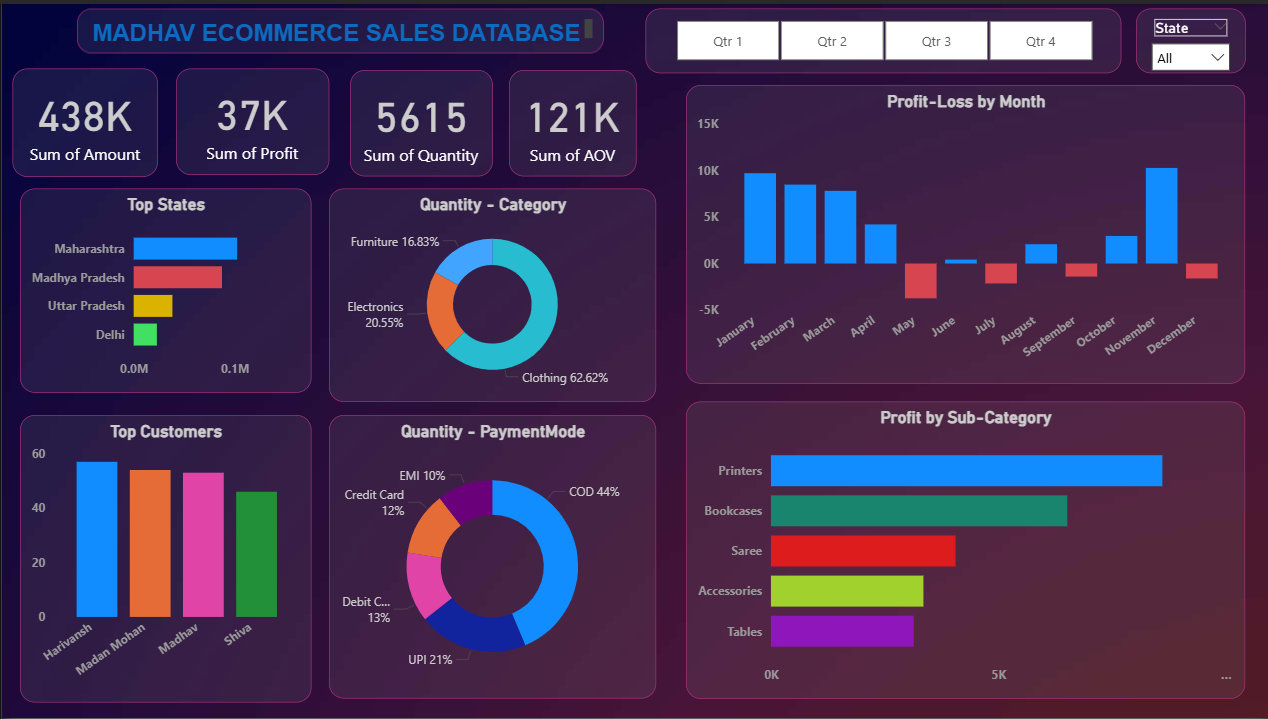 MADHAV ECOMMERCE SALES DATABASE
Qtr 1
Qtr 2
Qtr 3
Qtr 4
State
All
438K
Sum of Amount
37K
Sum of Profit
5615
Sum of Quantity
121K
Sum of AOV
Profit-Loss by Month
15K
10K
5K
0K
-5K
January
February
March
April
May
June
July
August
September
October
November
December
Top States
Maharashtra
Madhya Pradesh
Uttar Pradesh
Delhi
0.0M
0.1M
Quantity - Category
Furniture 16.83%
Electronics
20.55%
Clothing 62.62%
Top Customers
60
40
20
0
Harivansh
Madan Mohan
Madhav
Shiva
Quantity - PaymentMode
EMI 10%
Credit Card
12%
COD 44%
Debit C...
13%
UPI 21%
Profit by Sub-Category
Printers
Bookcases
Saree
Accessories
Tables
0K
5K
...